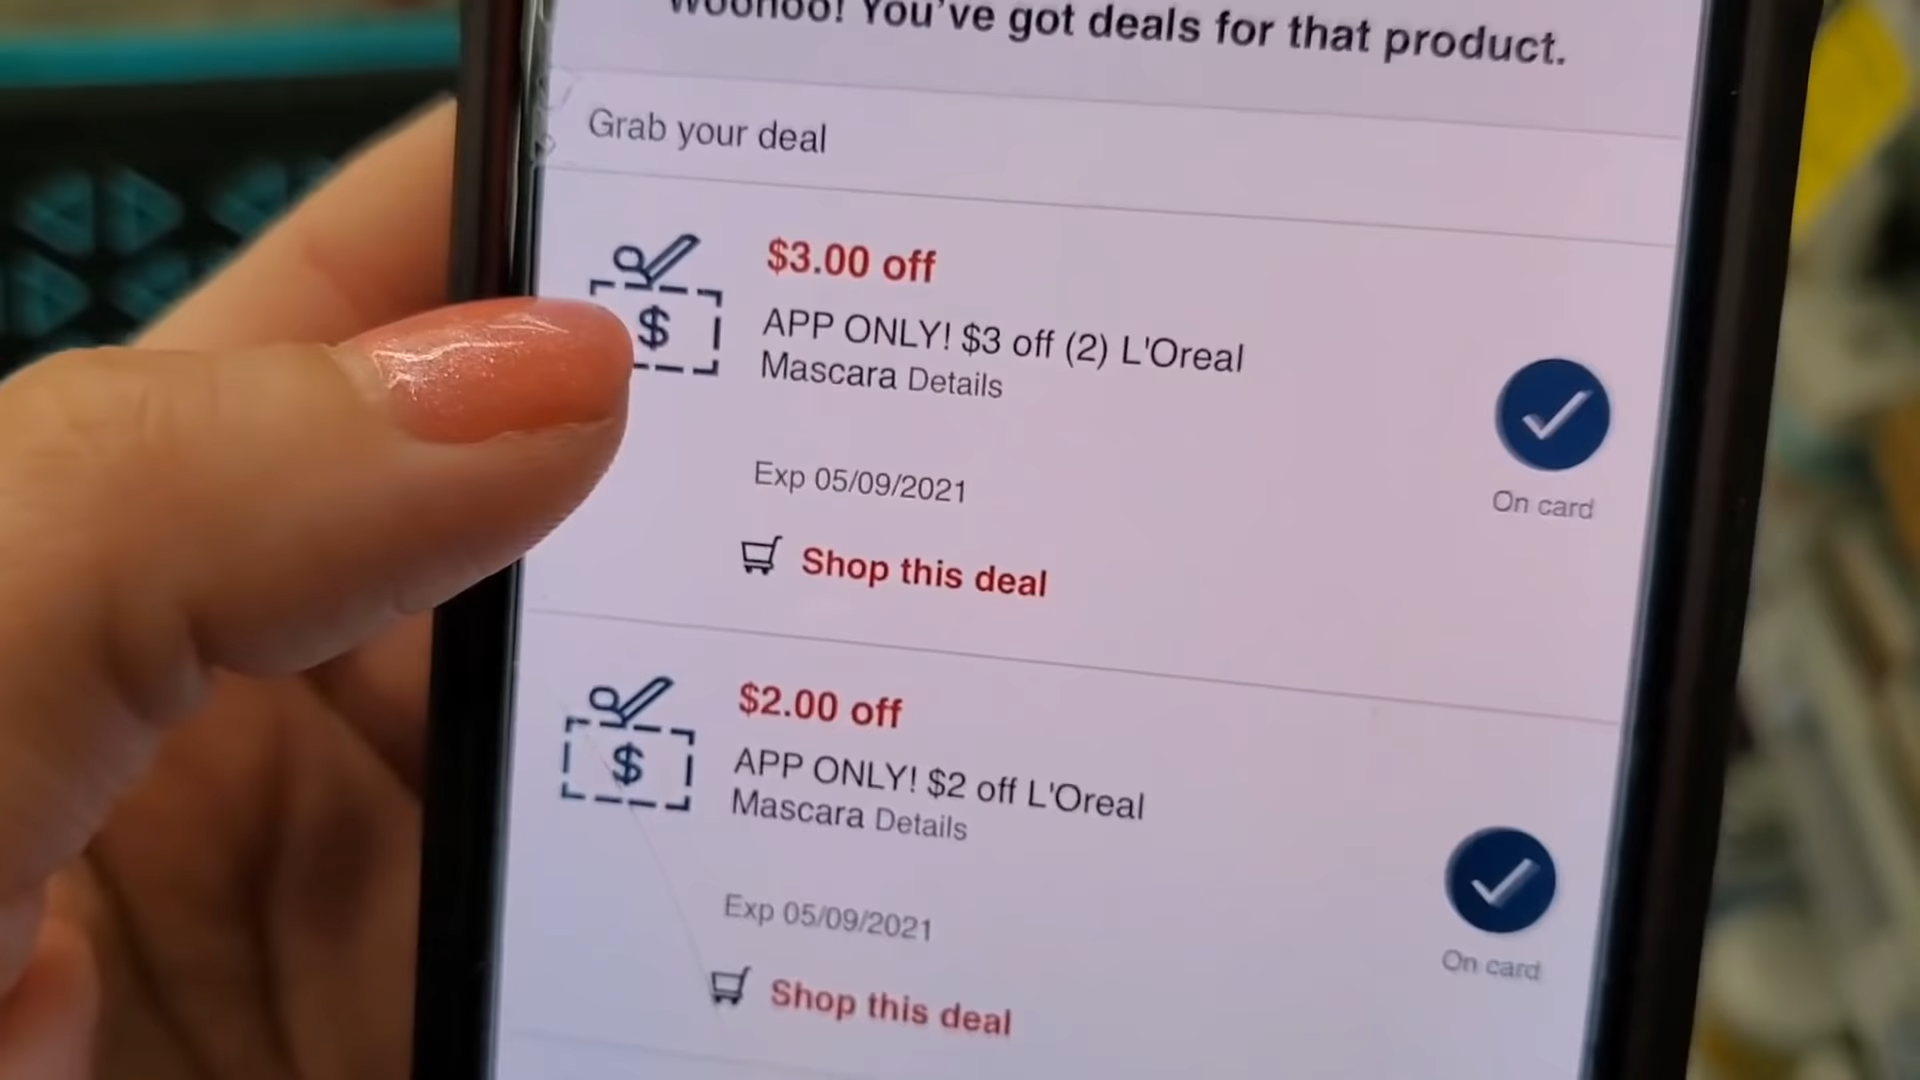 Woohoo! You've got deals for that product.
Grab your deal
$3.00 off
$
APP ONLY! $3 off (2) L'Oreal
Mascara Details
Exp 05/09/2021
On card
Shop this deal
$2.00 off
$
APP ONLY! $2 off L'Oreal
Mascara Details
Exp 05/09/2021
On card
Shop this deal